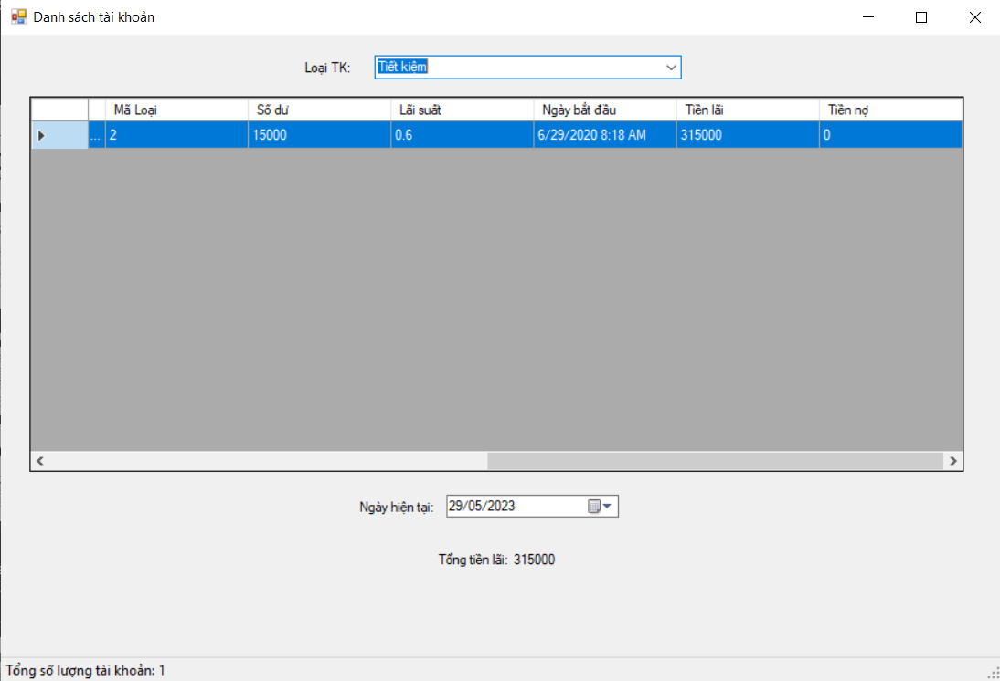 Danh sách tài khoản
Loại TK: Tiết kiệm
Mã Loại Số dư Lãi suất Ngày bắt đầu Tiền lãi Tiền nợ
... 2 15000 0.6 6/29/2020 8:18 AM 315000 0
Ngày hiện tại: 29/05/2023
Tổng tiền lãi: 315000
Tổng số lượng tài khoản: 1